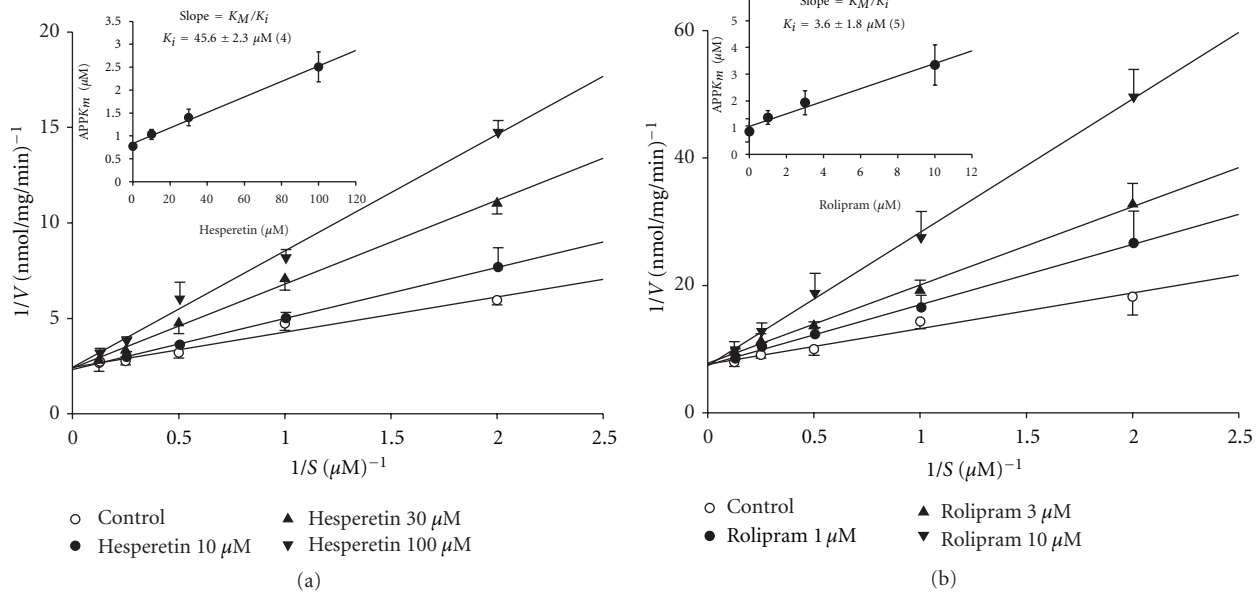 Slope = K_M/K_i
K_i = 45.6 ± 2.3 μM (4)
APPK_m (μM)
3.5
3
2.5
2
1.5
1
0.5
0
0 20 40 60 80 100 120
Hesperetin (μM)
1/V (nmol/mg/min)⁻¹
20
15
10
5
0
0 0.5 1 1.5 2 2.5
1/S (μM)⁻¹
Control
Hesperetin 10 μM
Hesperetin 30 μM
Hesperetin 100 μM
(a)
Slope = K_M/K_i
K_i = 3.6 ± 1.8 μM (5)
APPK_m (μM)
5
4
3
2
1
0
0 2 4 6 8 10 12
Rolipram (μM)
1/V (nmol/mg/min)⁻¹
60
40
20
0
0 0.5 1 1.5 2 2.5
1/S (μM)⁻¹
Control
Rolipram 1 μM
Rolipram 3 μM
Rolipram 10 μM
(b)